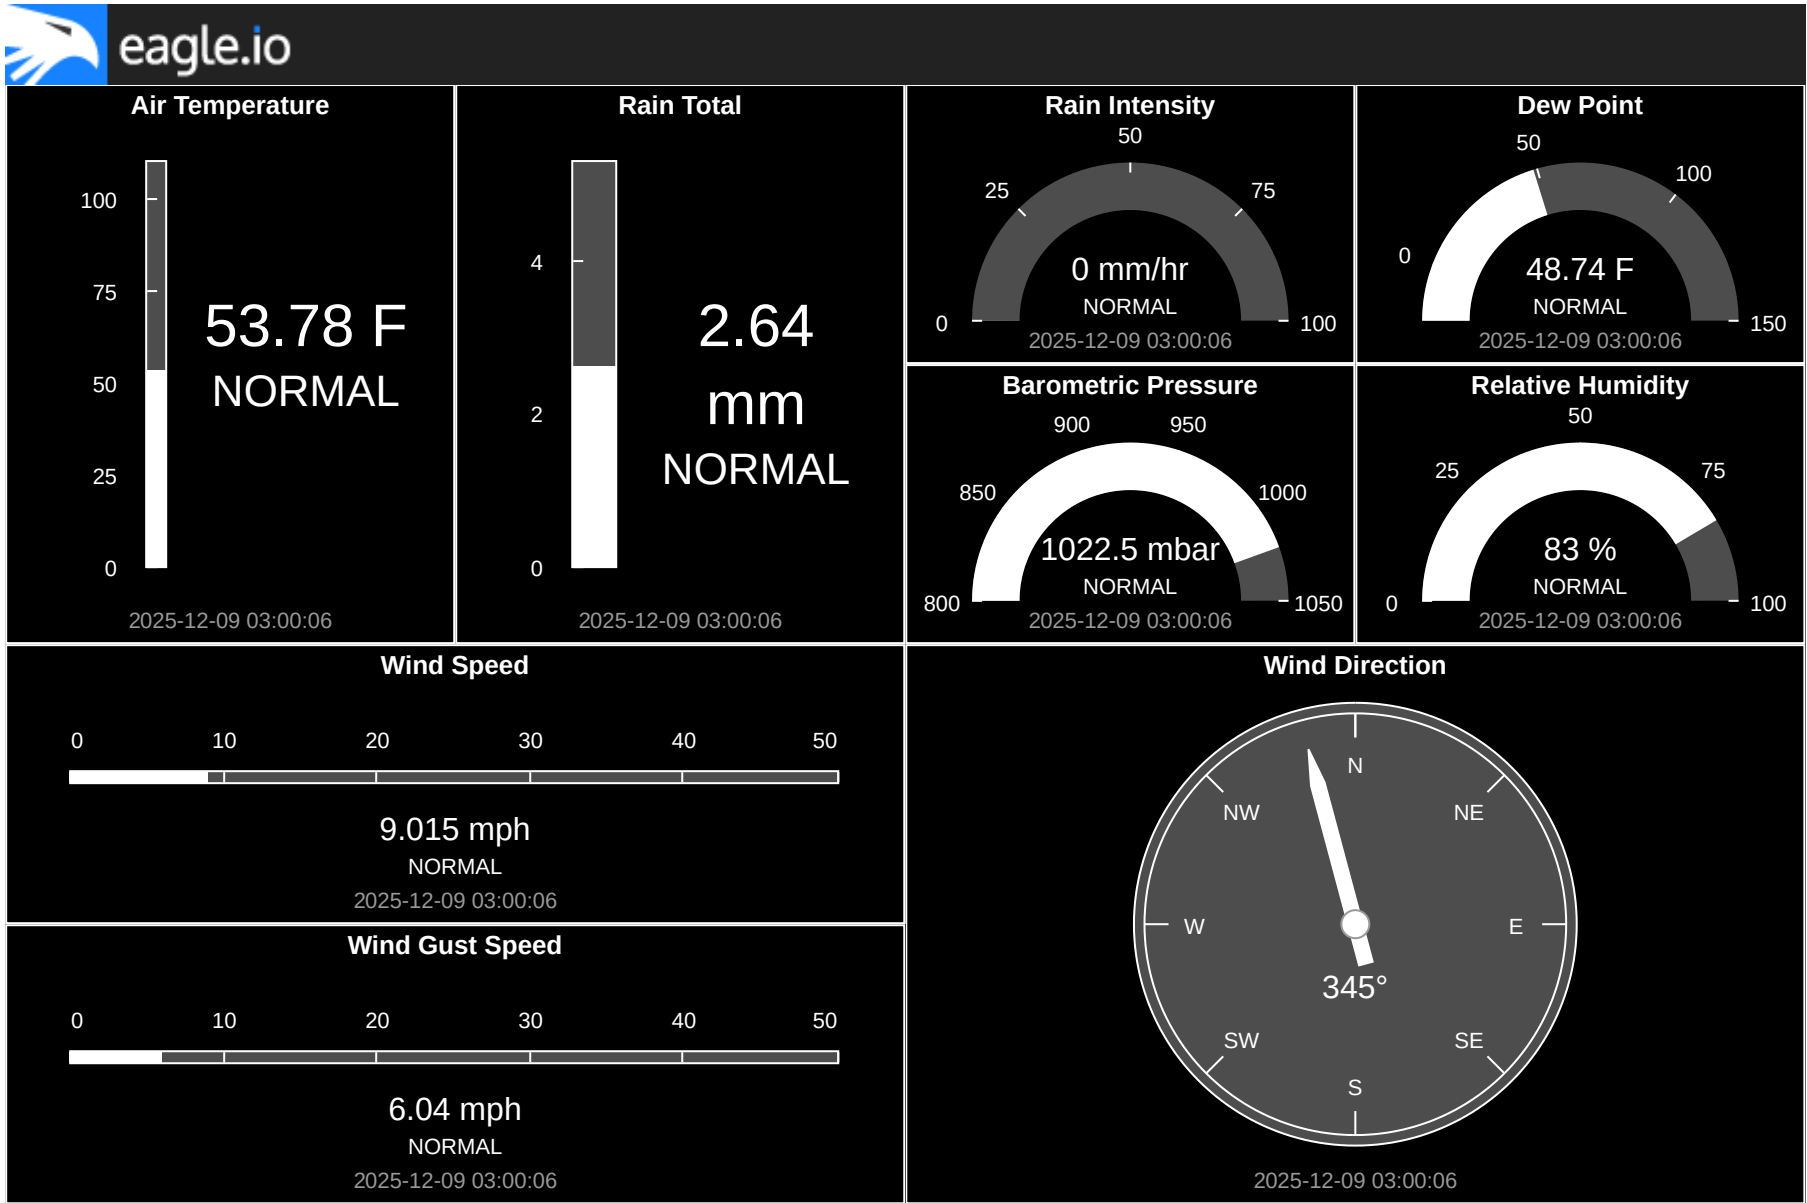 eagle.io
Air Temperature
100
75
50
25
0
53.78 F
NORMAL
2025-12-09 03:00:06
Rain Total
4
2
0
2.64
mm
NORMAL
2025-12-09 03:00:06
Rain Intensity
50
25
75
0
100
0 mm/hr
NORMAL
2025-12-09 03:00:06
Dew Point
50
100
0
150
48.74 F
NORMAL
2025-12-09 03:00:06
Barometric Pressure
900
950
850
1000
800
1050
1022.5 mbar
NORMAL
2025-12-09 03:00:06
Relative Humidity
50
25
75
0
100
83 %
NORMAL
2025-12-09 03:00:06
Wind Speed
0 10 20 30 40 50
9.015 mph
NORMAL
2025-12-09 03:00:06
Wind Gust Speed
0 10 20 30 40 50
6.04 mph
NORMAL
2025-12-09 03:00:06
Wind Direction
N
NW
NE
W
E
345°
SW
SE
S
2025-12-09 03:00:06